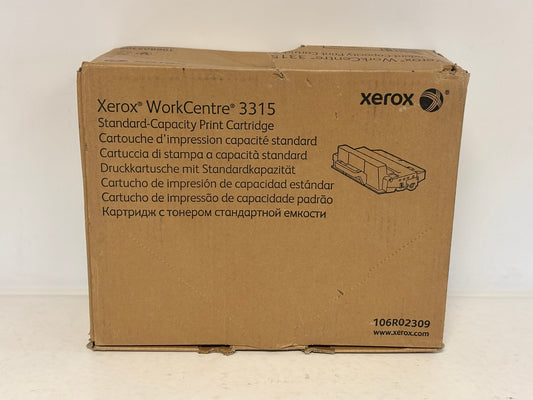 Xerox® WorkCentre® 3315
Standard-Capacity Print Cartridge
Cartouche d'impression capacité standard
Cartuccia di stampa a capacità standard
Druckkartusche mit Standardkapazität
Cartucho de impresión de capacidad estándar
Cartucho de impressão de capacidade padrão
Картридж с тонером стандартной емкости
xerox
106R02309
www.xerox.com